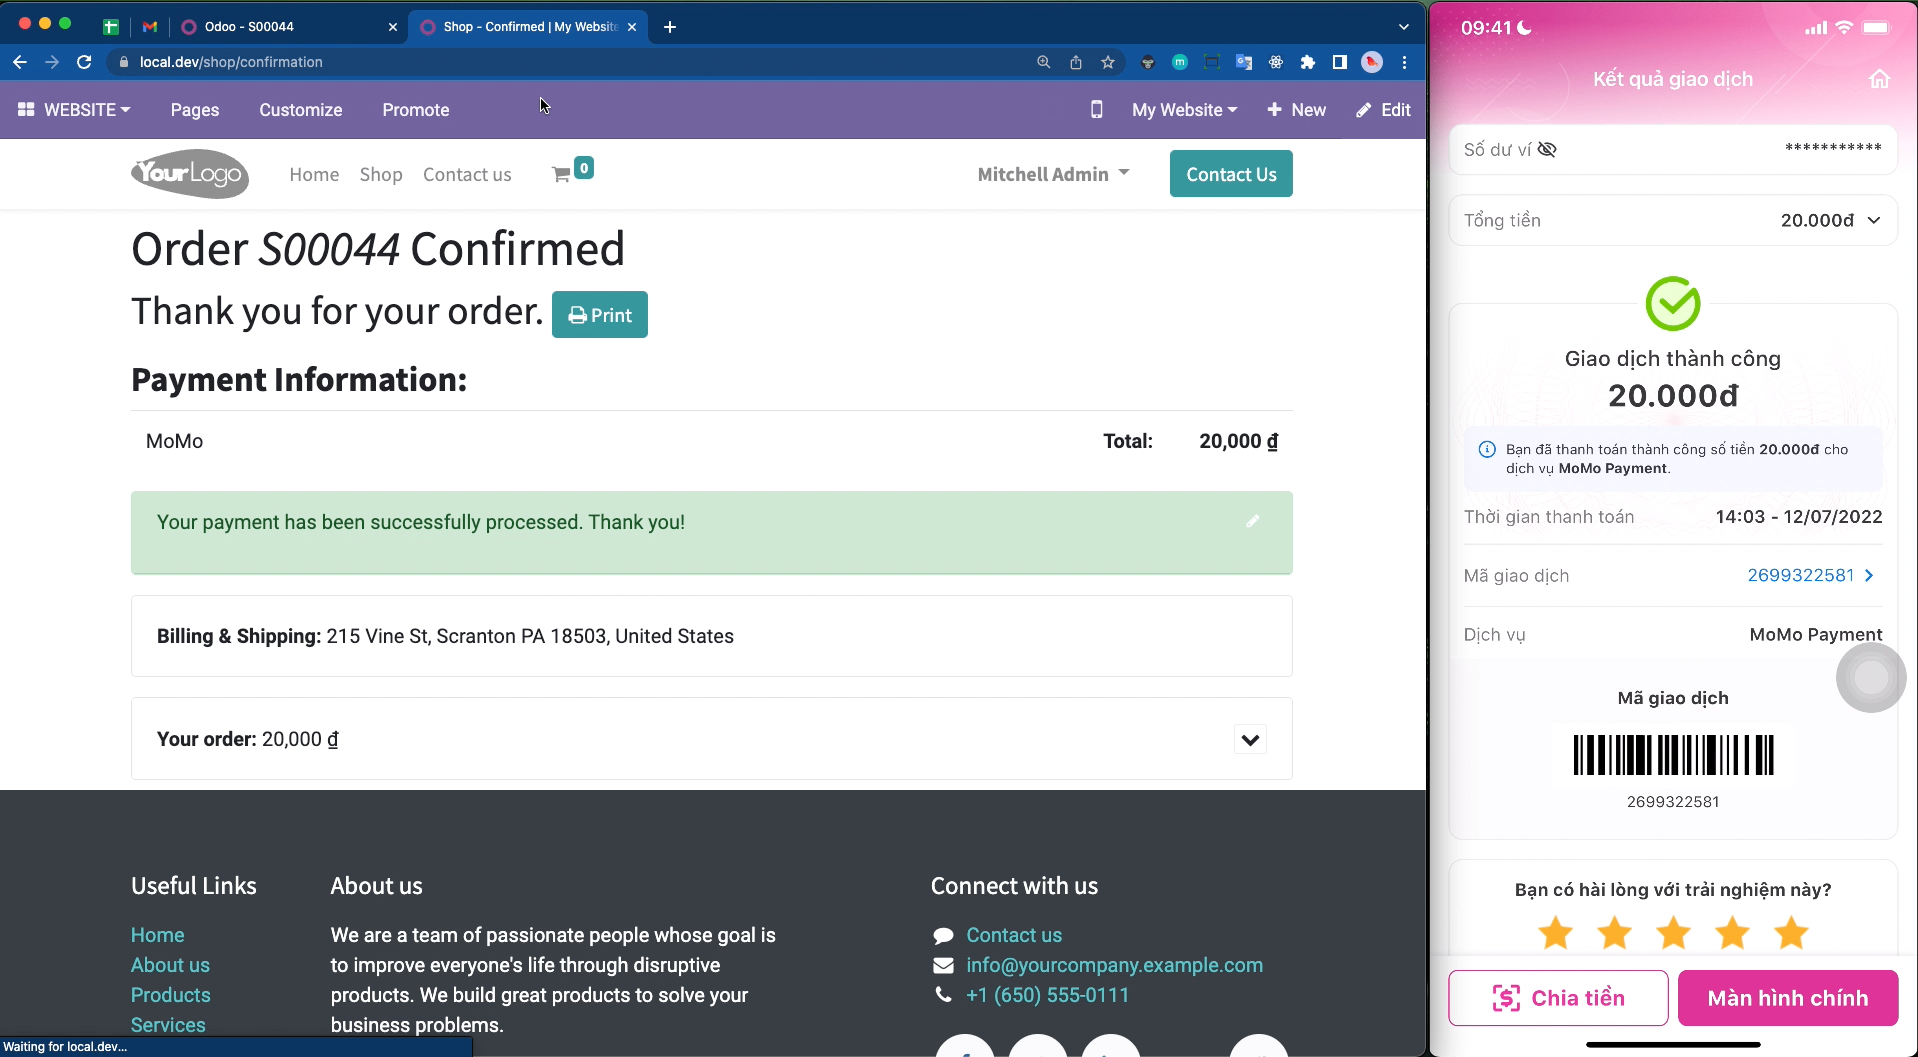 Odoo - S00044
Shop - Confirmed | My Website
local.dev/shop/confirmation
WEBSITE
Pages
Customize
Promote
My Website
New
Edit
YourLogo
Home
Shop
Contact us
0
Mitchell Admin
Contact Us
Order S00044 Confirmed
Thank you for your order.
Print
Payment Information:
MoMo
Total:
20,000 ₫
Your payment has been successfully processed. Thank you!
Billing & Shipping: 215 Vine St, Scranton PA 18503, United States
Your order: 20,000 ₫
Useful Links
Home
About us
Products
Services
About us
We are a team of passionate people whose goal is
to improve everyone's life through disruptive
products. We build great products to solve your
business problems.
Connect with us
Contact us
info@yourcompany.example.com
+1 (650) 555-0111
Waiting for local.dev...
09:41
Kết quả giao dịch
Số dư ví
***********
Tổng tiền
20.000đ
Giao dịch thành công
20.000đ
Bạn đã thanh toán thành công số tiền 20.000đ cho
dịch vụ MoMo Payment.
Thời gian thanh toán
14:03 - 12/07/2022
Mã giao dịch
2699322581
Dịch vụ
MoMo Payment
Mã giao dịch
2699322581
Bạn có hài lòng với trải nghiệm này?
Chia tiền
Màn hình chính